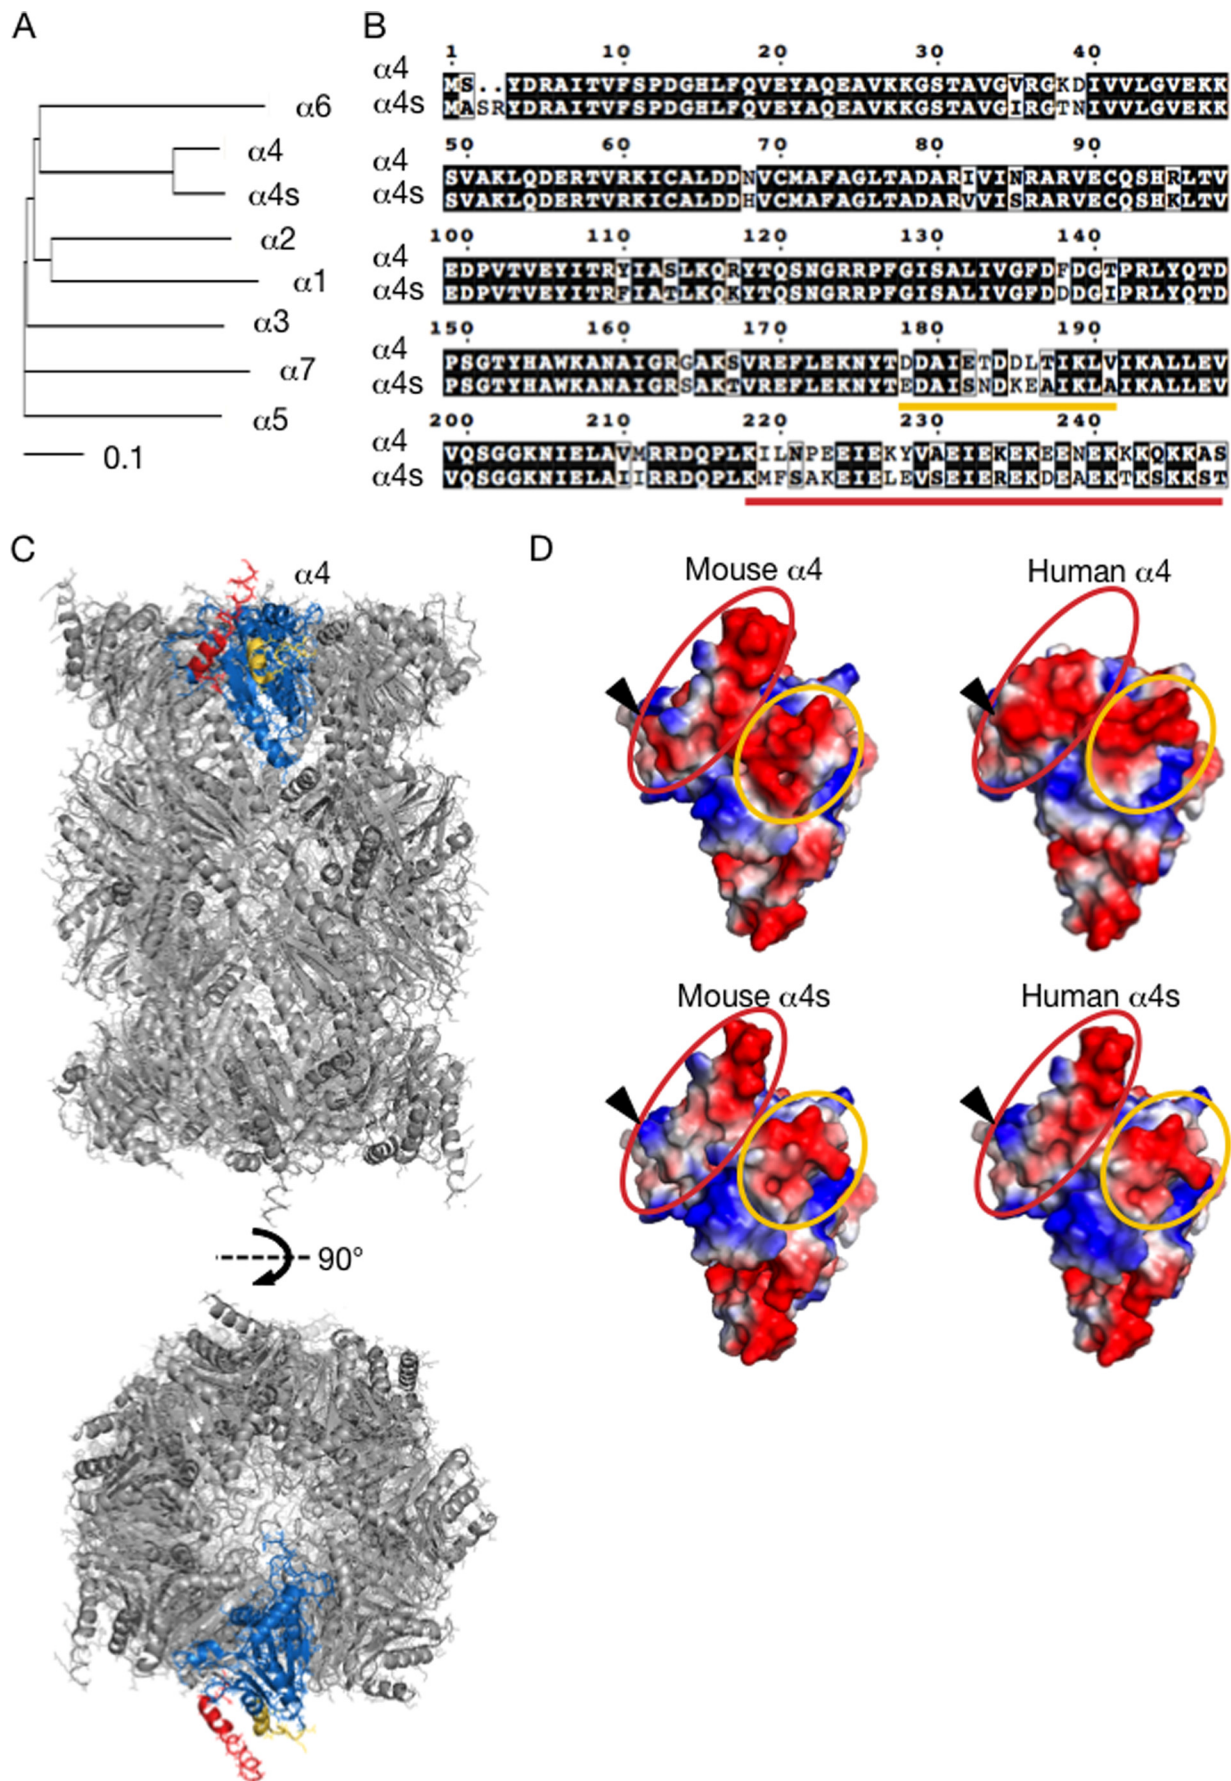 A
α6
α4
α4s
α2
α1
α3
α7
α5
0.1
B
1 10 20 30 40
α4 MS..YDRAITVFSPDGHLFQVEYAQEAVKKGSTAVGVRGKDIVVLGVEKK
α4s MASRYDRAITVFSPDGHLFQVEYAQEAVKKGSTAVGIRGTNIVVLGVEKK
50 60 70 80 90
α4 SVAKLQDERTVRKICALDDNVCMAFAGLTADARIVINRARVECQSHRLTV
α4s SVAKLQDERTVRKICALDDHVCMAFAGLTADARVVISRARVECQSHKLTV
100 110 120 130 140
α4 EDPVTVEYITRYIASLKQRYTQSNGRRPFGISALIVGFDFDGTPRLYQTD
α4s EDPVTVEYITRFIATLKQKYTQSNGRRPFGISALIVGFDDDGIPRLYQTD
150 160 170 180 190
α4 PSGTYHAWKANAIGRGAKSVREFLEKNYTDDAIETDDLTIKLVIKALLEV
α4s PSGTYHAWKANAIGRSAKTVREFLEKNYTEDAISNDKEAIKLAIKALLEV
200 210 220 230 240
α4 VQSGGKNIELAVMRRDQPLKILNPEEIEKYVAEIEKEKEENEKKKQKKAS
α4s VQSGGKNIELAIIRRDQPLKMFSAKEIELEVSEIEREKDEAEKTKSKKST
C
α4
90°
D
Mouse α4
Human α4
Mouse α4s
Human α4s